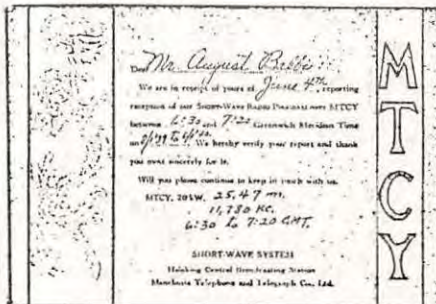 Dear Mr. August Balbi:
We are in receipt of yours of June 4th, reporting
reception of our SHORT-WAVE RADIO PROGRAM over MTCY
between 6:30 and 7:20 Greenwich Meridian Time
on We hereby verify your report and thank
you most sincerely for it.
Will you please continue to keep in touch with us.
MTCY, 20 kW. 25.47 m.
11,780 KC.
6:30 to 7:20 GMT.
SHORT-WAVE SYSTEM
Hsinking Central Broadcasting Station
Manchuria Telephone and Telegraph Co., Ltd.
MTCY